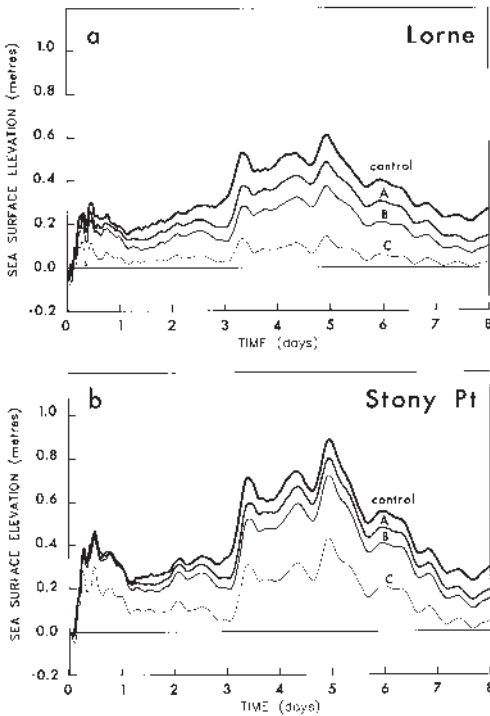 a Lorne
SEA SURFACE ELEVATION (metres)
1.0
0.8
0.6
0.4
0.2
0.0
-0.2
control
A
B
C
0 1 2 3 4 5 6 7 8
TIME (days)
b Stony Pt
SEA SURFACE ELEVATION (metres)
1.0
0.8
0.6
0.4
0.2
0.0
-0.2
control
A
B
C
0 1 2 3 4 5 6 7 8
TIME (days)